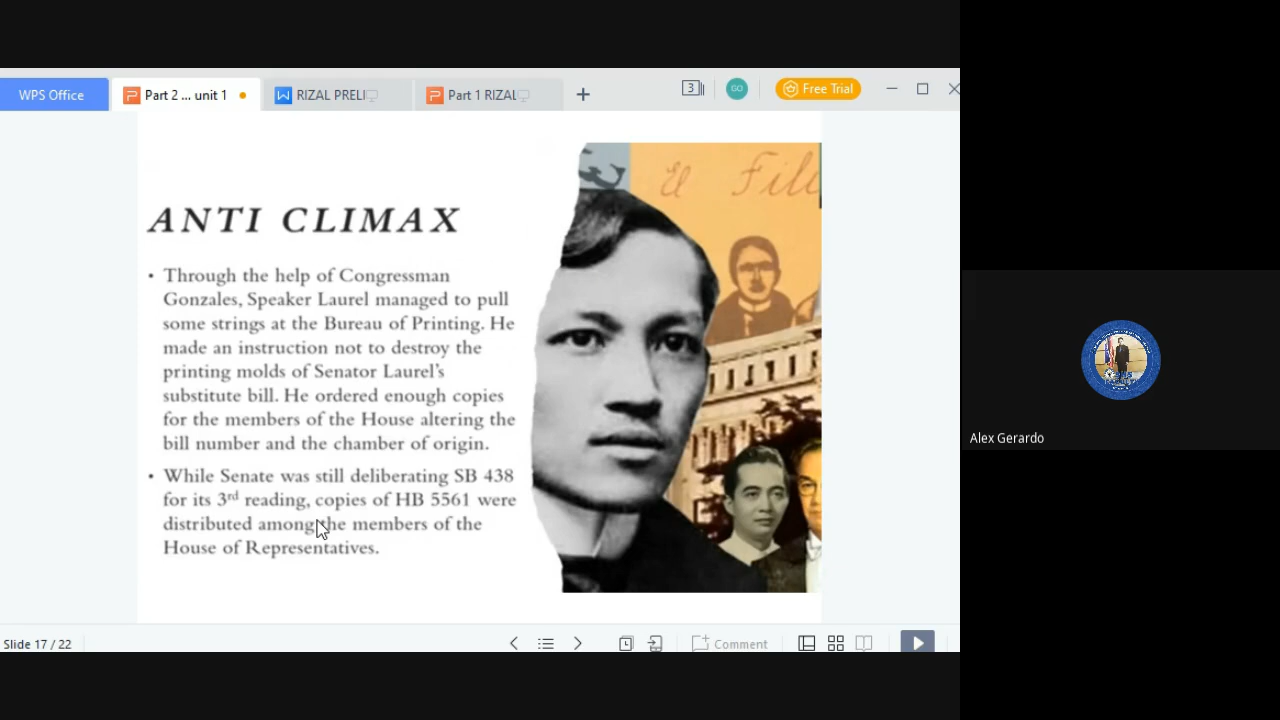 WPS Office
Part 2 ... unit 1
RIZAL PRELI
Part 1 RIZAL
3
GO
Free Trial
El Fili
ANTI CLIMAX
• Through the help of Congressman
Gonzales, Speaker Laurel managed to pull
some strings at the Bureau of Printing. He
made an instruction not to destroy the
printing molds of Senator Laurel's
substitute bill. He ordered enough copies
for the members of the House altering the
bill number and the chamber of origin.
• While Senate was still deliberating SB 438
for its 3rd reading, copies of HB 5561 were
distributed among the members of the
House of Representatives.
Alex Gerardo
Slide 17 / 22
Comment